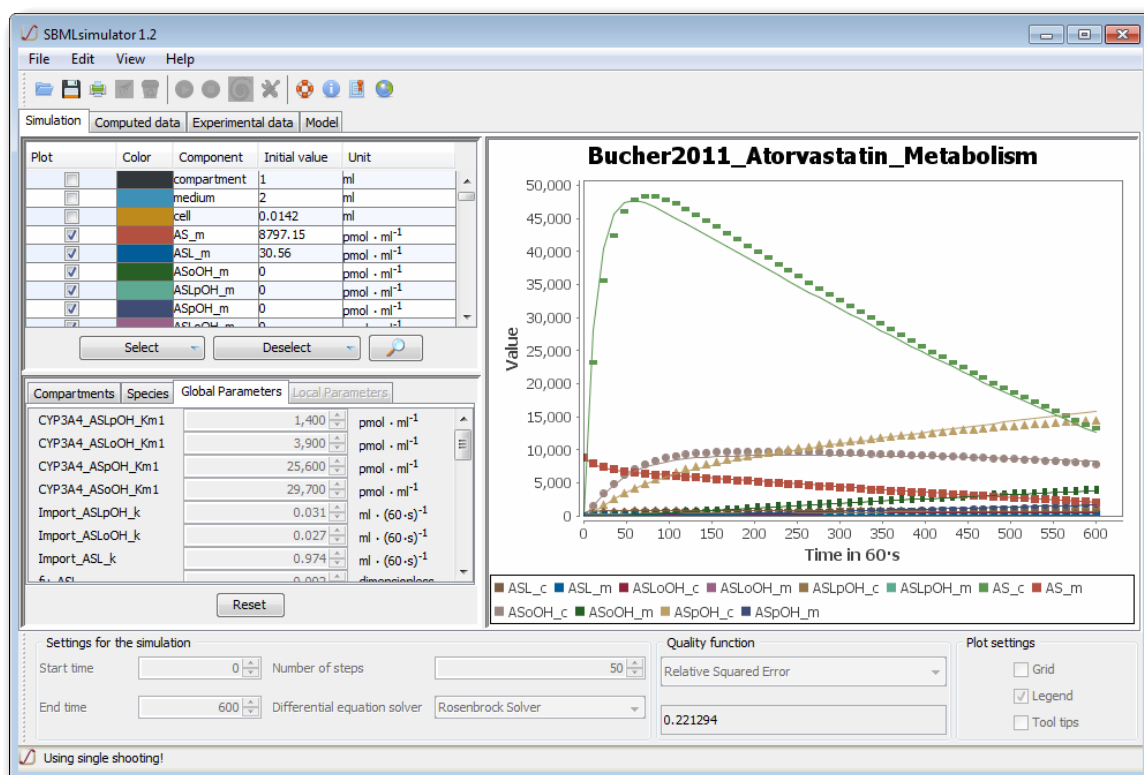 SBMLsimulator 1.2
File Edit View Help
Simulation Computed data Experimental data Model
Plot Color Component Initial value Unit
compartment 1 ml
medium 2 ml
cell 0.0142 ml
AS_m 8797.15 pmol · ml⁻¹
ASL_m 30.56 pmol · ml⁻¹
ASoOH_m 0 pmol · ml⁻¹
ASLpOH_m 0 pmol · ml⁻¹
ASpOH_m 0 pmol · ml⁻¹
ASLoOH_m 0
Select Deselect
Compartments Species Global Parameters Local Parameters
CYP3A4_ASLpOH_Km1 1,400 pmol · ml⁻¹
CYP3A4_ASLoOH_Km1 3,900 pmol · ml⁻¹
CYP3A4_ASpOH_Km1 25,600 pmol · ml⁻¹
CYP3A4_ASoOH_Km1 29,700 pmol · ml⁻¹
Import_ASLpOH_k 0.031 ml · (60·s)⁻¹
Import_ASLoOH_k 0.027 ml · (60·s)⁻¹
Import_ASL_k 0.974 ml · (60·s)⁻¹
dimensionless
Reset
Bucher2011_Atorvastatin_Metabolism
50,000
45,000
40,000
35,000
30,000
25,000
20,000
15,000
10,000
5,000
0
Value
0 50 100 150 200 250 300 350 400 450 500 550 600
Time in 60·s
ASL_c ASL_m ASLoOH_c ASLoOH_m ASLpOH_c ASLpOH_m AS_c AS_m
ASoOH_c ASoOH_m ASpOH_c ASpOH_m
Settings for the simulation
Start time 0 Number of steps 50
End time 600 Differential equation solver Rosenbrock Solver
Quality function
Relative Squared Error
0.221294
Plot settings
Grid
Legend
Tool tips
Using single shooting!